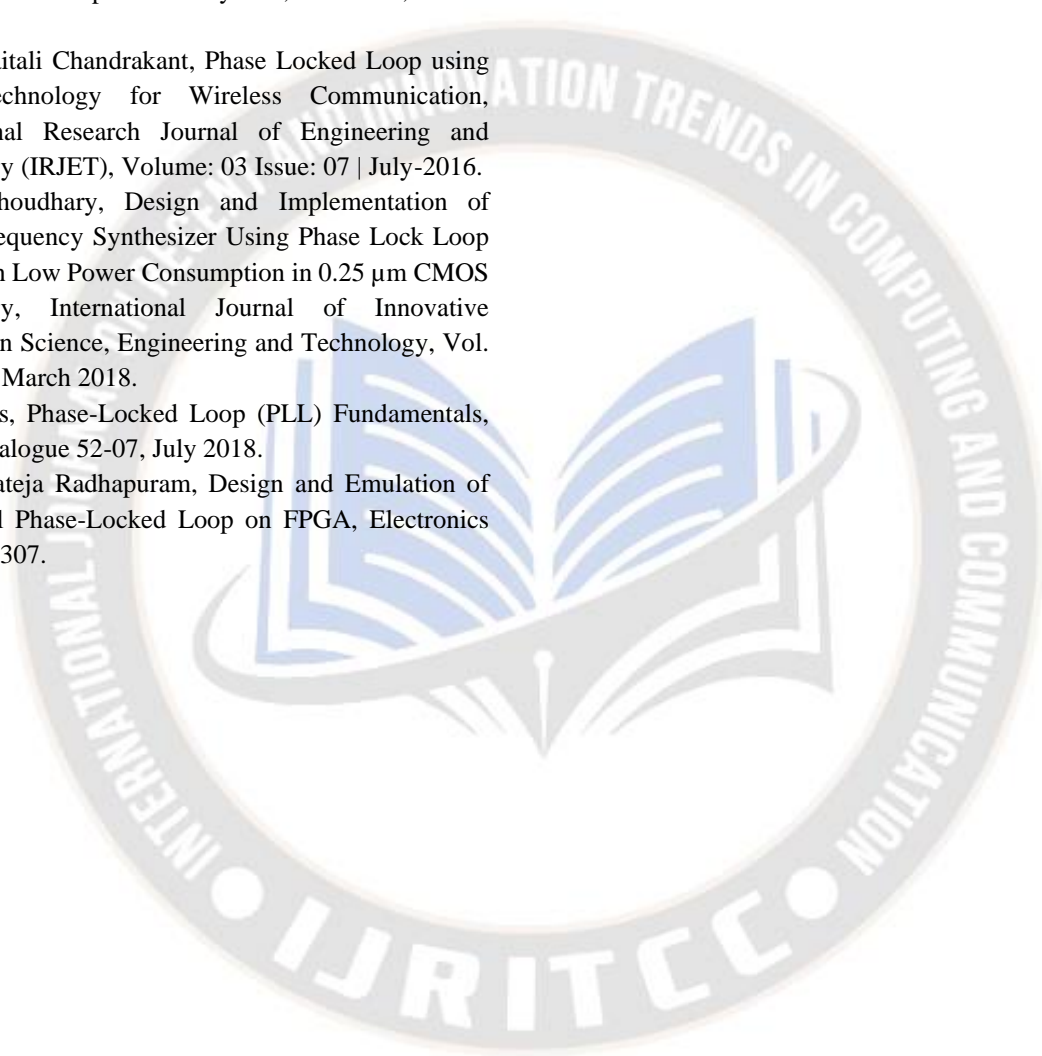 itali Chandrakant, Phase Locked Loop using
echnology for Wireless Communication,
nal Research Journal of Engineering and
y (IRJET), Volume: 03 Issue: 07 | July-2016.
houdhary, Design and Implementation of
equency Synthesizer Using Phase Lock Loop
n Low Power Consumption in 0.25 µm CMOS
y, International Journal of Innovative
n Science, Engineering and Technology, Vol.
March 2018.
s, Phase-Locked Loop (PLL) Fundamentals,
alogue 52-07, July 2018.
ateja Radhapuram, Design and Emulation of
l Phase-Locked Loop on FPGA, Electronics
307.
INTERNATIONAL JOURNAL ON RECENT AND INNOVATION TRENDS IN COMPUTING AND COMMUNICATION
IJRITCC